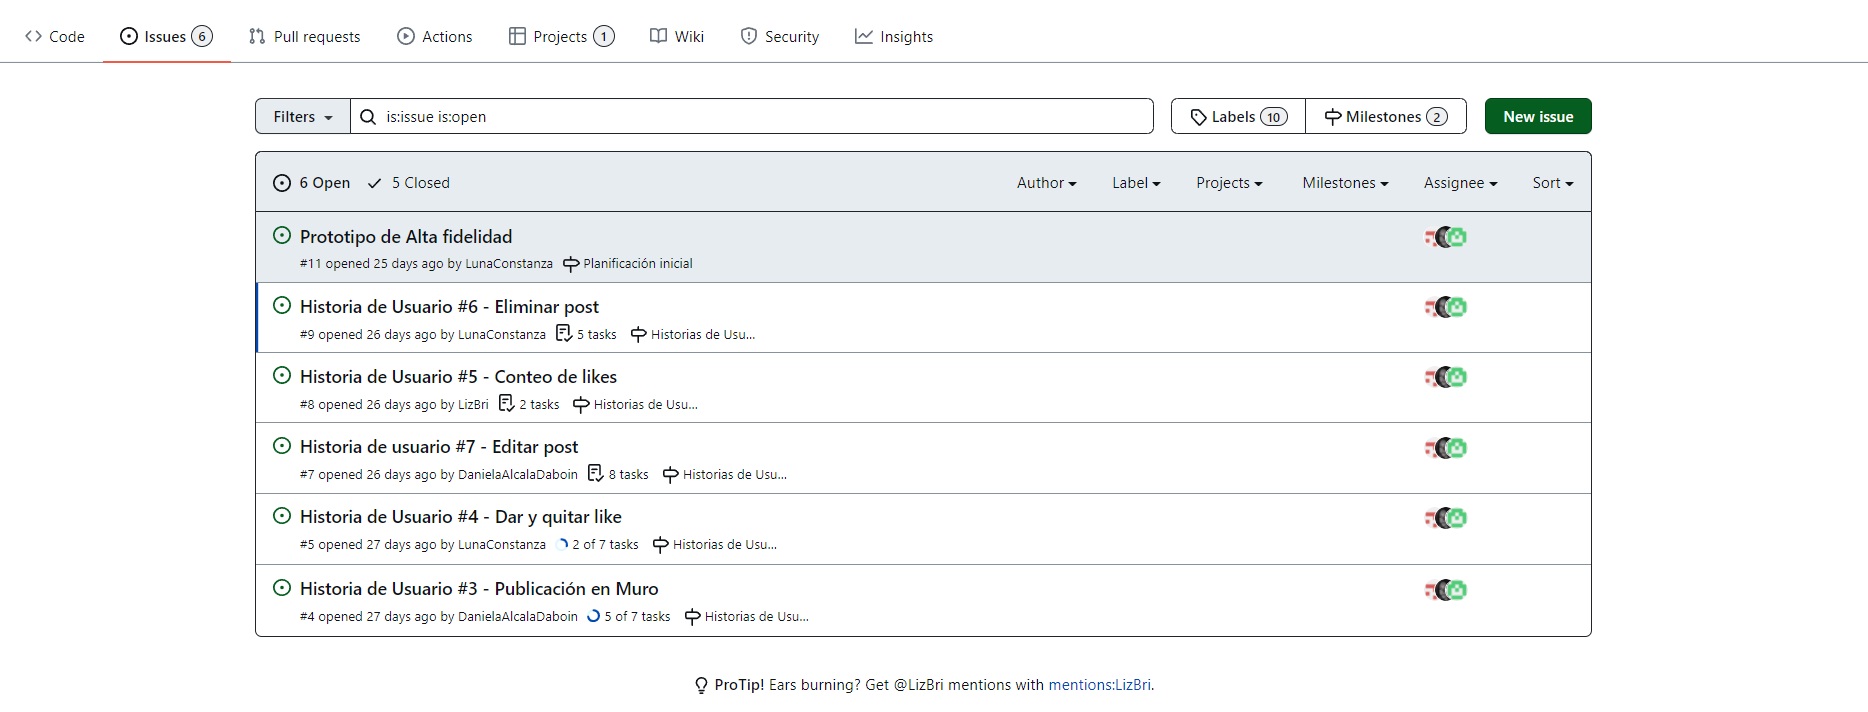 Code Issues 6 Pull requests Actions Projects 1 Wiki Security Insights
Filters is:issue is:open Labels 10 Milestones 2 New issue
6 Open 5 Closed Author Label Projects Milestones Assignee Sort
Prototipo de Alta fidelidad
#11 opened 25 days ago by LunaConstanza Planificación inicial
Historia de Usuario #6 - Eliminar post
#9 opened 26 days ago by LunaConstanza 5 tasks Historias de Usu...
Historia de Usuario #5 - Conteo de likes
#8 opened 26 days ago by LizBri 2 tasks Historias de Usu...
Historia de usuario #7 - Editar post
#7 opened 26 days ago by DanielaAlcalaDaboin 8 tasks Historias de Usu...
Historia de Usuario #4 - Dar y quitar like
#5 opened 27 days ago by LunaConstanza 2 of 7 tasks Historias de Usu...
Historia de Usuario #3 - Publicación en Muro
#4 opened 27 days ago by DanielaAlcalaDaboin 5 of 7 tasks Historias de Usu...
ProTip! Ears burning? Get @LizBri mentions with mentions:LizBri.